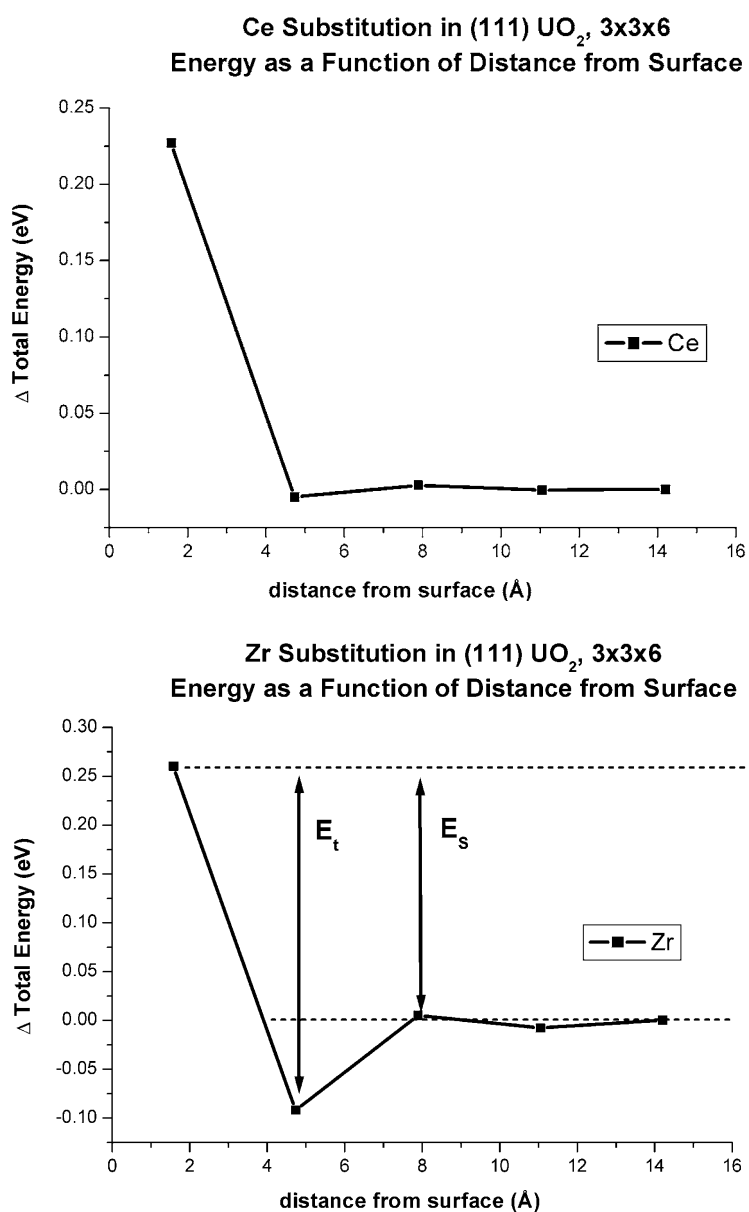 Ce Substitution in (111) UO₂, 3x3x6
Energy as a Function of Distance from Surface
0.25
0.20
0.15
0.10
0.05
0.00
Δ Total Energy (eV)
Ce
0 2 4 6 8 10 12 14 16
distance from surface (Å)
Zr Substitution in (111) UO₂, 3x3x6
Energy as a Function of Distance from Surface
0.30
0.25
0.20
0.15
0.10
0.05
0.00
-0.05
-0.10
Δ Total Energy (eV)
Eₜ
Eₛ
Zr
0 2 4 6 8 10 12 14 16
distance from surface (Å)